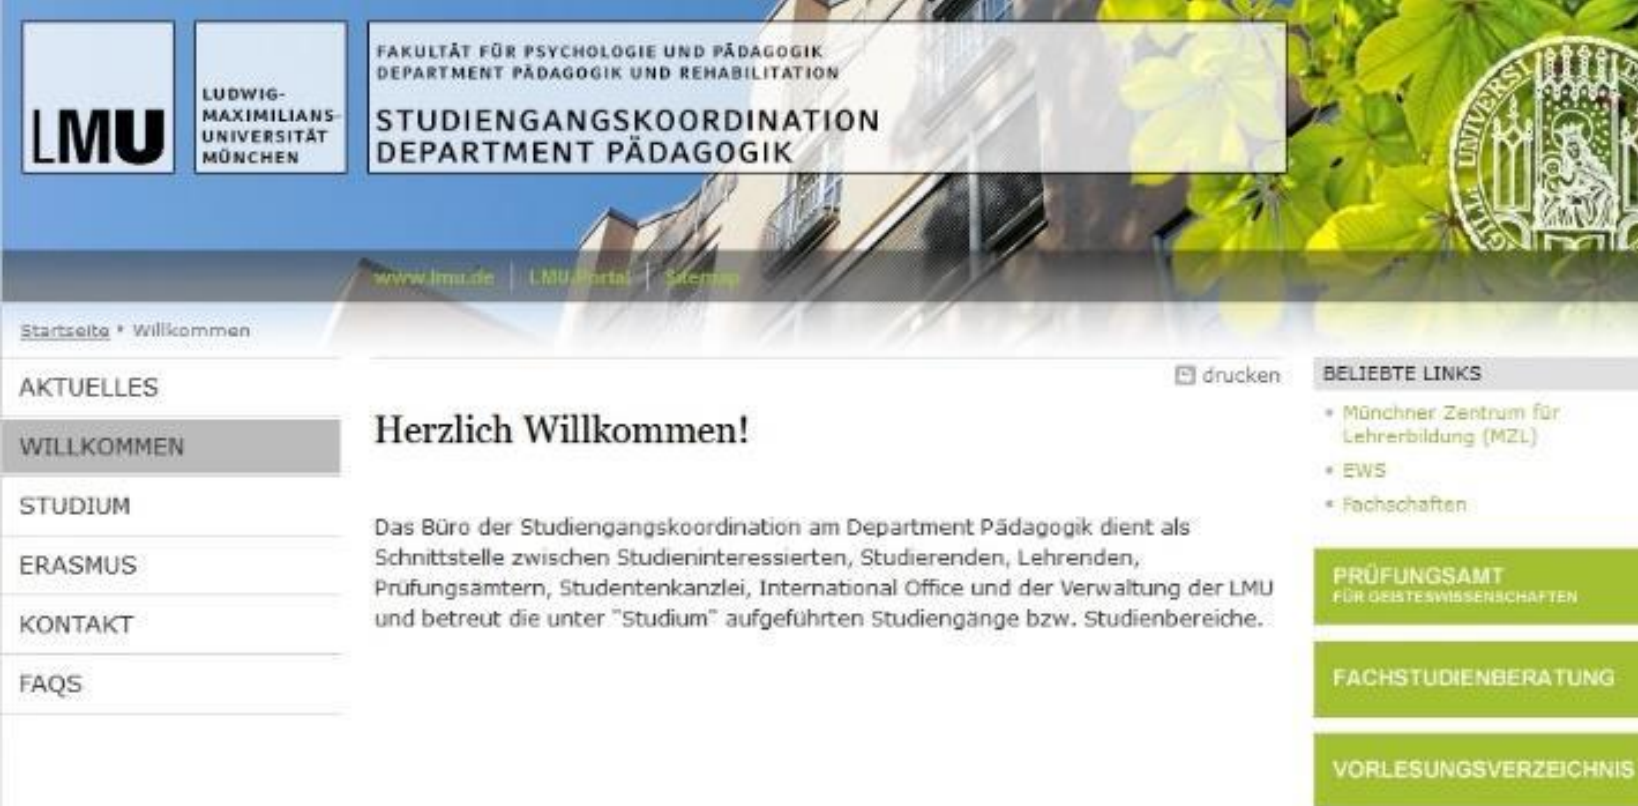 LMU
LUDWIG-
MAXIMILIANS-
UNIVERSITÄT
MÜNCHEN
FAKULTÄT FÜR PSYCHOLOGIE UND PÄDAGOGIK
DEPARTMENT PÄDAGOGIK UND REHABILITATION
STUDIENGANGSKOORDINATION
DEPARTMENT PÄDAGOGIK
www.lmu.de | LMU-Portal | Sitemap
Startseite Willkommen
AKTUELLES
WILLKOMMEN
STUDIUM
ERASMUS
KONTAKT
FAQS
drucken
Herzlich Willkommen!
Das Büro der Studiengangskoordination am Department Pädagogik dient als
Schnittstelle zwischen Studieninteressierten, Studierenden, Lehrenden,
Prüfungsämtern, Studentenkanzlei, International Office und der Verwaltung der LMU
und betreut die unter "Studium" aufgeführten Studiengänge bzw. Studienbereiche.
BELIEBTE LINKS
Münchner Zentrum für
Lehrerbildung (MZL)
EWS
Fachschaften
PRÜFUNGSAMT
FÜR GEISTESWISSENSCHAFTEN
FACHSTUDIENBERATUNG
VORLESUNGSVERZEICHNIS